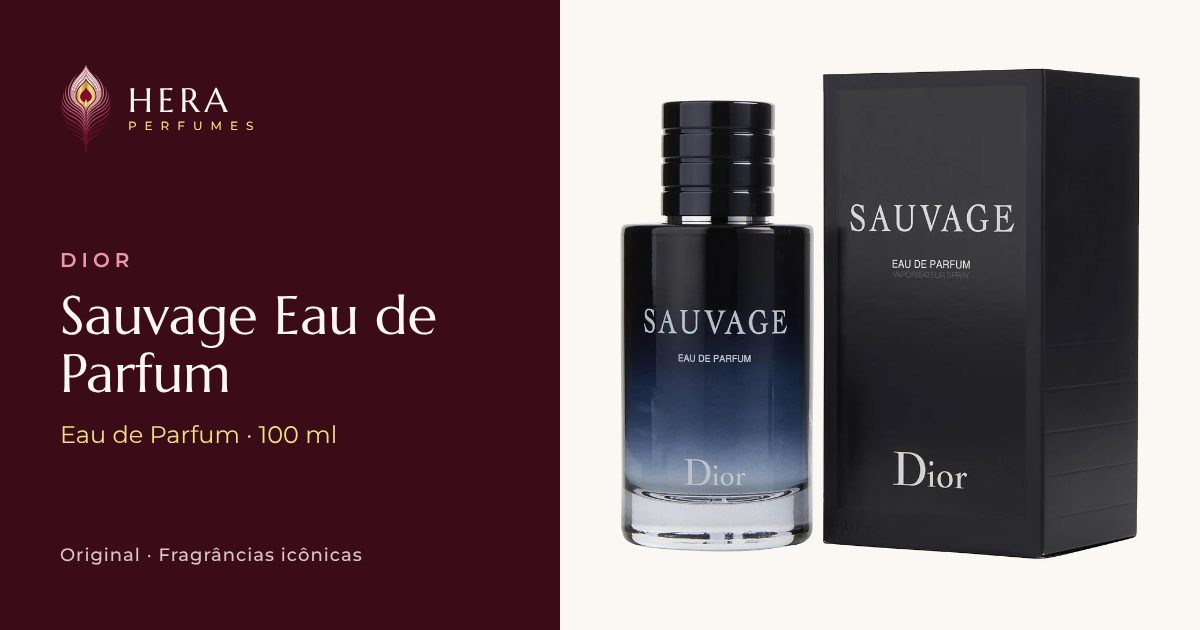 HERA
PERFUMES
DIOR
Sauvage Eau de
Parfum
Eau de Parfum · 100 ml
Original · Fragrâncias icônicas
SAUVAGE
EAU DE PARFUM
Dior
SAUVAGE
EAU DE PARFUM
VAPORISATEUR SPRAY
Dior